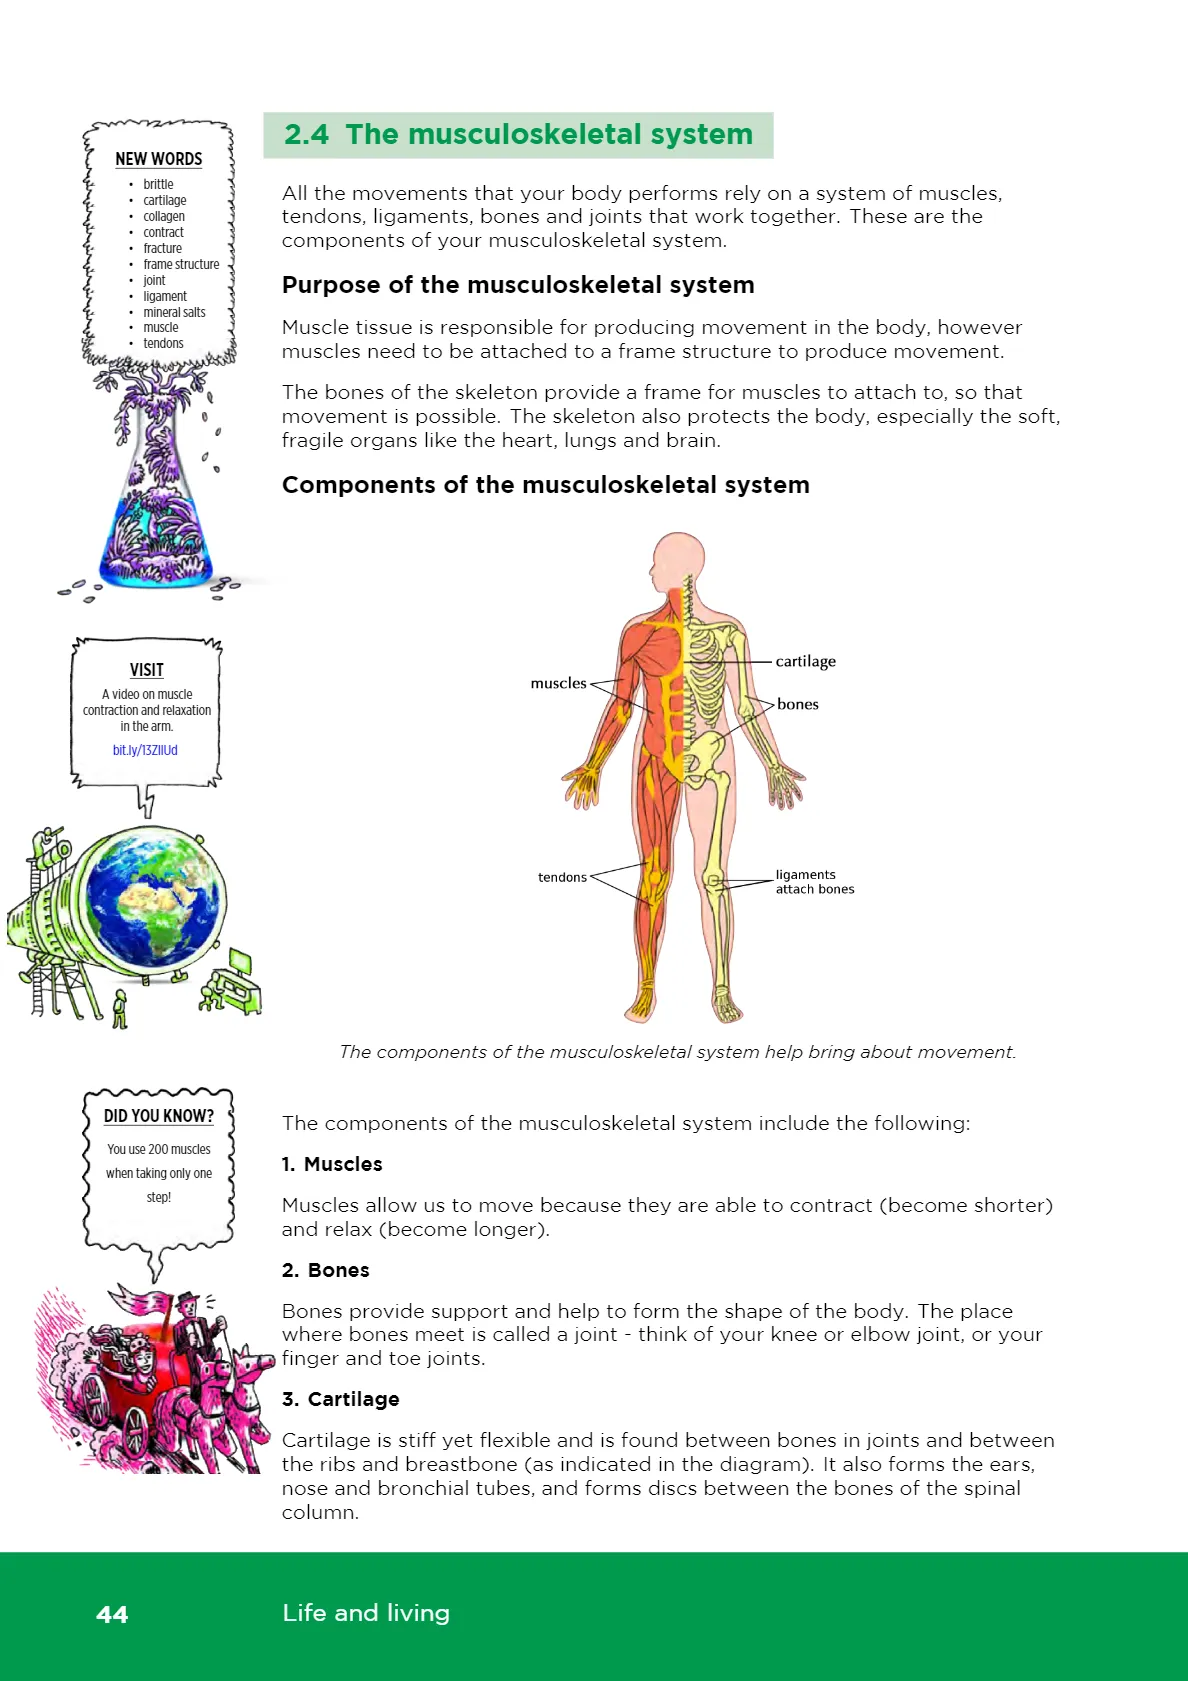 2.4 The musculoskeletal system
NEW WORDS
• brittle
• cartilage
• collagen
• contract
• fracture
• frame structure
• joint
• ligament
• mineral salts
• muscle
• tendons
All the movements that your body performs rely on a system of muscles,
tendons, ligaments, bones and joints that work together. These are the
components of your musculoskeletal system.
Purpose of the musculoskeletal system
Muscle tissue is responsible for producing movement in the body, however
muscles need to be attached to a frame structure to produce movement.
The bones of the skeleton provide a frame for muscles to attach to, so that
movement is possible. The skeleton also protects the body, especially the soft,
fragile organs like the heart, lungs and brain.
Components of the musculoskeletal system
VISIT
A video on muscle
contraction and relaxation
in the arm.
bit.ly/13ZIIUd
cartilage
muscles
bones
tendons
ligaments
attach bones
The components of the musculoskeletal system help bring about movement.
DID YOU KNOW?
You use 200 muscles
when taking only one
step!
The components of the musculoskeletal system include the following:
1. Muscles
Muscles allow us to move because they are able to contract (become shorter)
and relax (become longer).
2. Bones
Bones provide support and help to form the shape of the body. The place
where bones meet is called a joint - think of your knee or elbow joint, or your
finger and toe joints.
3. Cartilage
Cartilage is stiff yet flexible and is found between bones in joints and between
the ribs and breastbone (as indicated in the diagram). It also forms the ears,
nose and bronchial tubes, and forms discs between the bones of the spinal
column.
44
Life and living